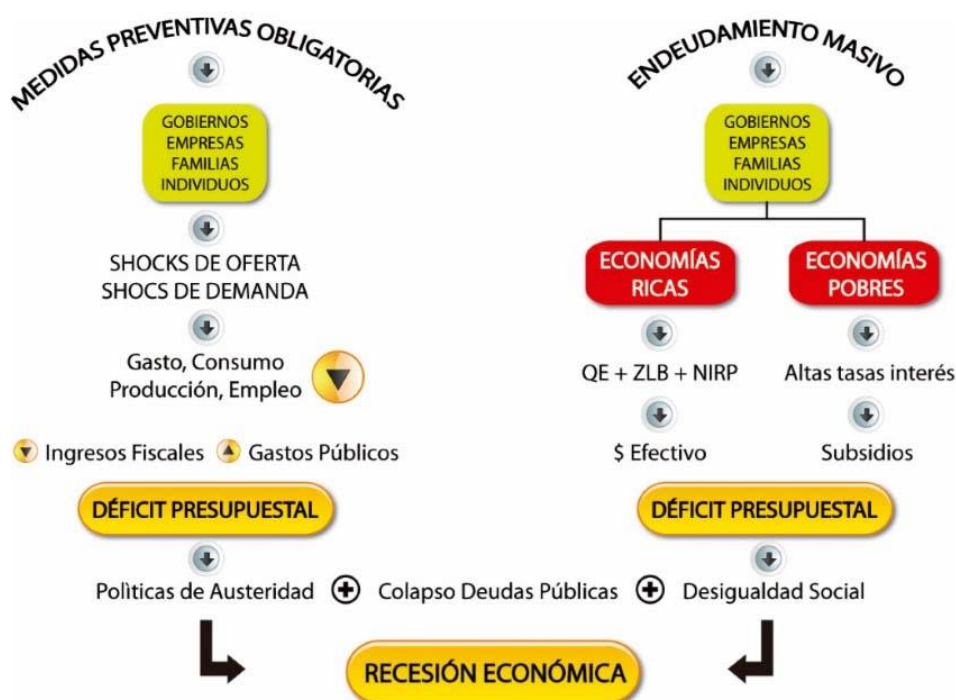 MEDIDAS PREVENTIVAS OBLIGATORIAS
GOBIERNOS
EMPRESAS
FAMILIAS
INDIVIDUOS
SHOCKS DE OFERTA
SHOCS DE DEMANDA
Gasto, Consumo
Producción, Empleo
Ingresos Fiscales
Gastos Públicos
DÉFICIT PRESUPUESTAL
ENDEUDAMIENTO MASIVO
GOBIERNOS
EMPRESAS
FAMILIAS
INDIVIDUOS
ECONOMÍAS
RICAS
QE + ZLB + NIRP
$ Efectivo
ECONOMÍAS
POBRES
Altas tasas interés
Subsidios
DÉFICIT PRESUPUESTAL
Polìticas de Austeridad + Colapso Deudas Públicas + Desigualdad Social
RECESIÓN ECONÓMICA